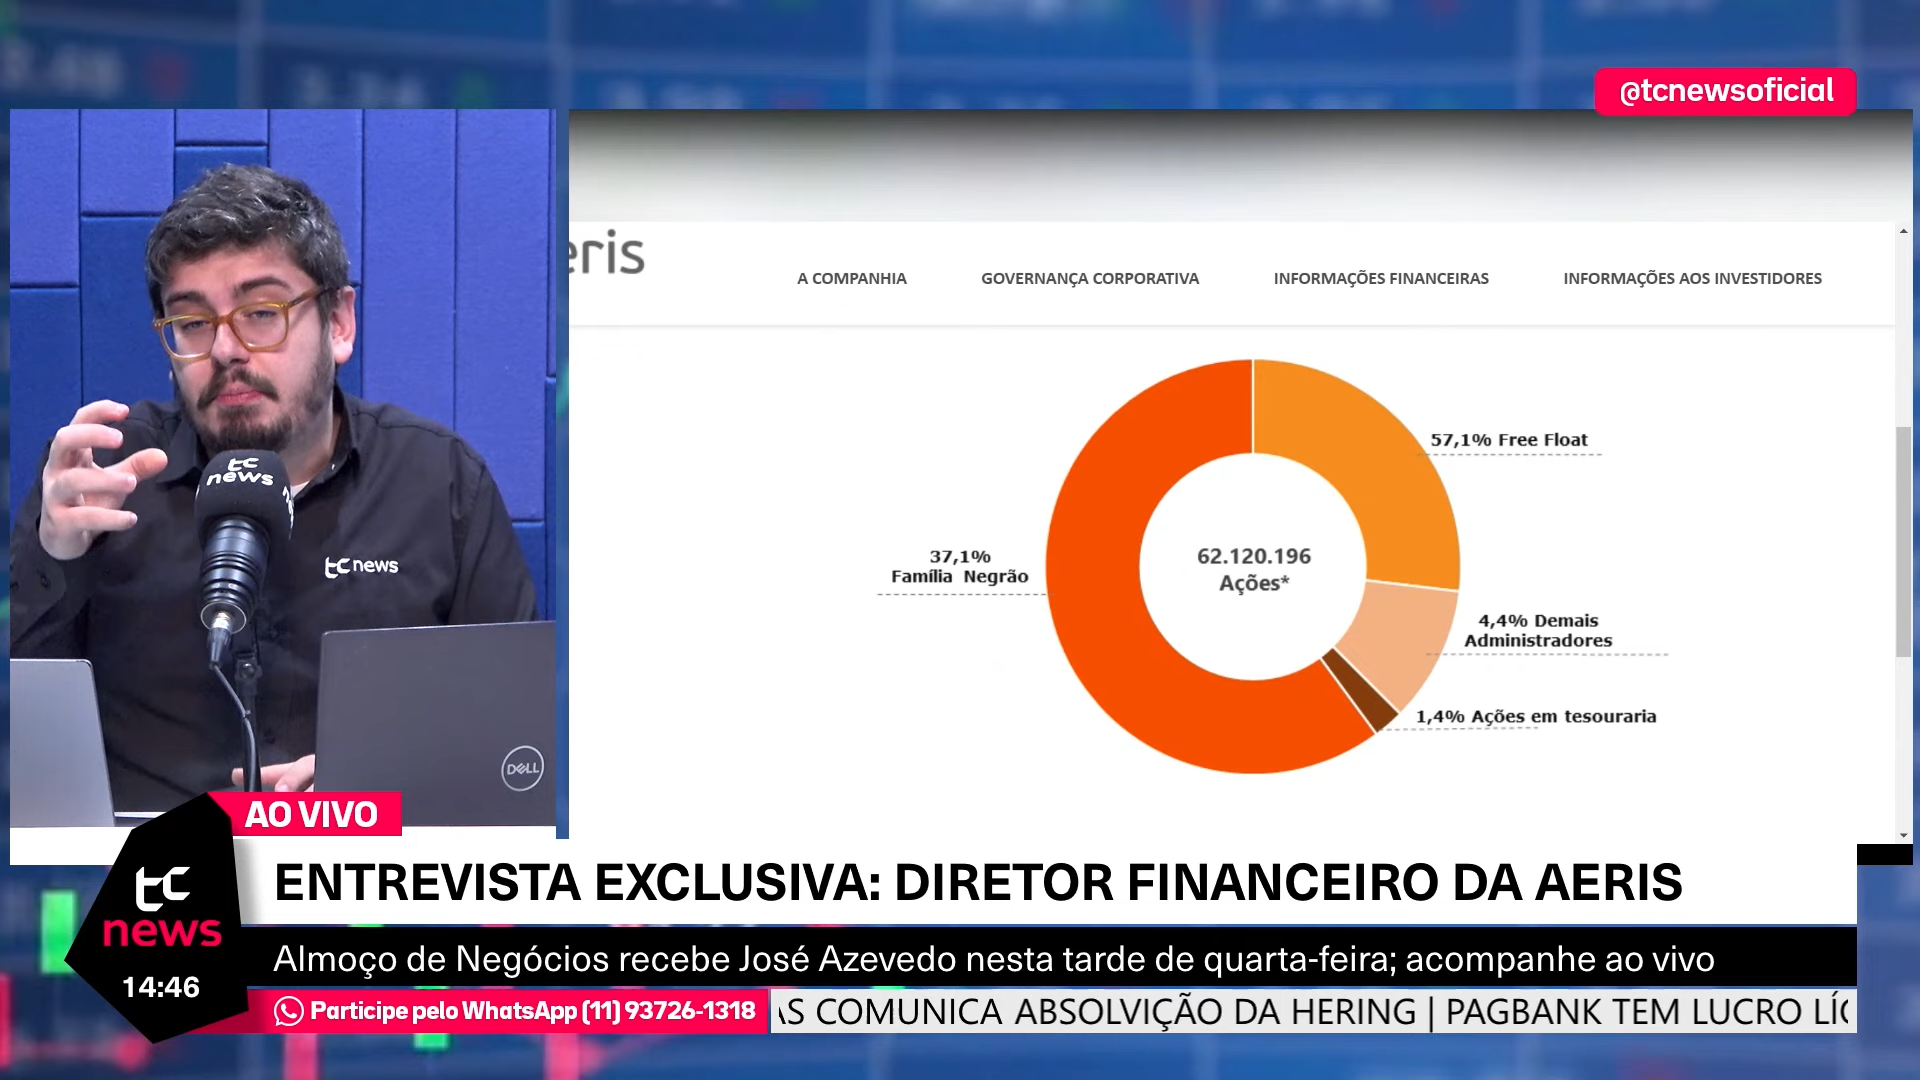 @tcnewsoficial
eris
A COMPANHIA
GOVERNANÇA CORPORATIVA
INFORMAÇÕES FINANCEIRAS
INFORMAÇÕES AOS INVESTIDORES
57,1% Free Float
37,1%
Família Negrão
62.120.196
Ações*
4,4% Demais
Administradores
1,4% Ações em tesouraria
tc
news
tc news
DELL
AO VIVO
ENTREVISTA EXCLUSIVA: DIRETOR FINANCEIRO DA AERIS
tc
news
14:46
Almoço de Negócios recebe José Azevedo nesta tarde de quarta-feira; acompanhe ao vivo
Participe pelo WhatsApp (11) 93726-1318
AS COMUNICA ABSOLVIÇÃO DA HERING | PAGBANK TEM LUCRO LÍ